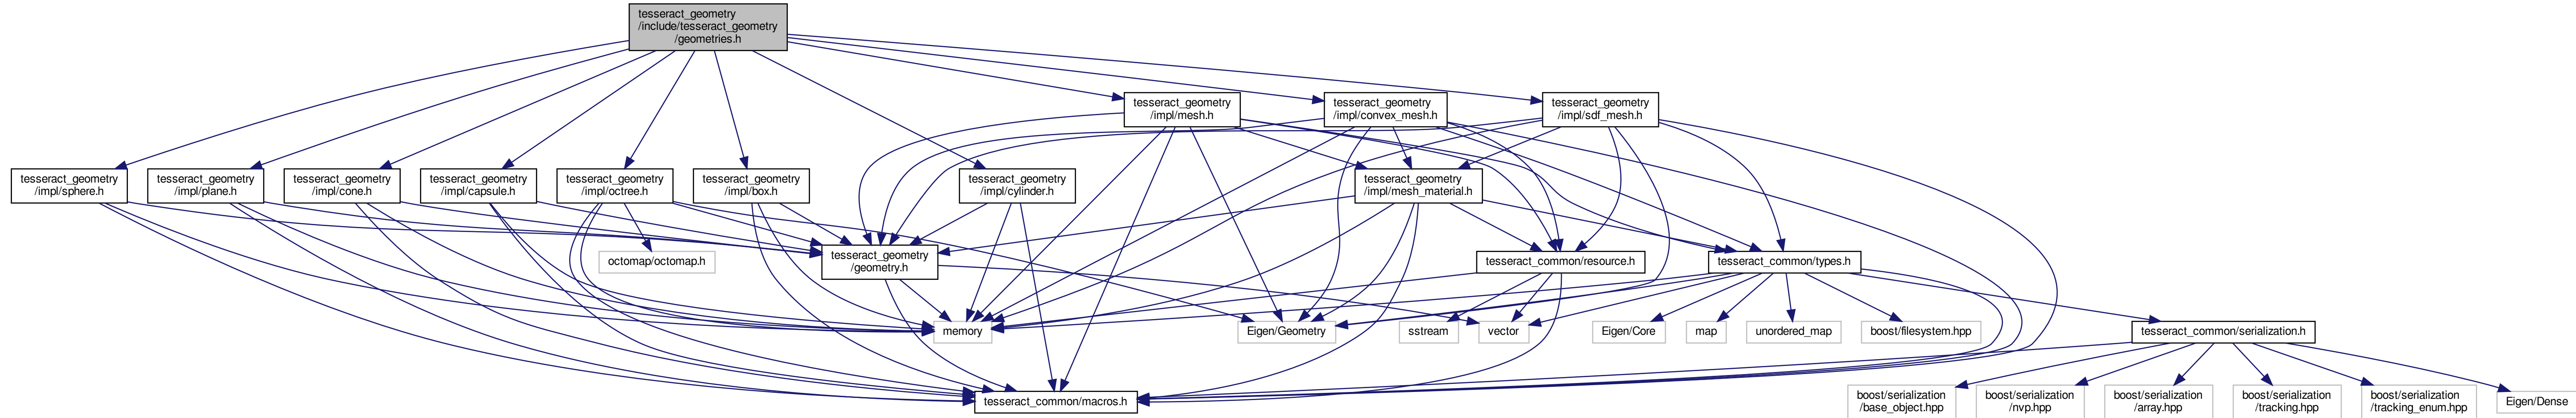 tesseract_geometry
/include/tesseract_geometry
/geometries.h
tesseract_geometry
/impl/mesh.h
tesseract_geometry
/impl/convex_mesh.h
tesseract_geometry
/impl/sdf_mesh.h
tesseract_geometry
/impl/sphere.h
tesseract_geometry
/impl/plane.h
tesseract_geometry
/impl/cone.h
tesseract_geometry
/impl/capsule.h
tesseract_geometry
/impl/octree.h
tesseract_geometry
/impl/box.h
tesseract_geometry
/impl/cylinder.h
tesseract_geometry
/impl/mesh_material.h
octomap/octomap.h
tesseract_geometry
/geometry.h
tesseract_common/resource.h
tesseract_common/types.h
memory
Eigen/Geometry
sstream
vector
Eigen/Core
map
unordered_map
boost/filesystem.hpp
tesseract_common/serialization.h
tesseract_common/macros.h
boost/serialization
/base_object.hpp
boost/serialization
/nvp.hpp
boost/serialization
/array.hpp
boost/serialization
/tracking.hpp
boost/serialization
/tracking_enum.hpp
Eigen/Dense